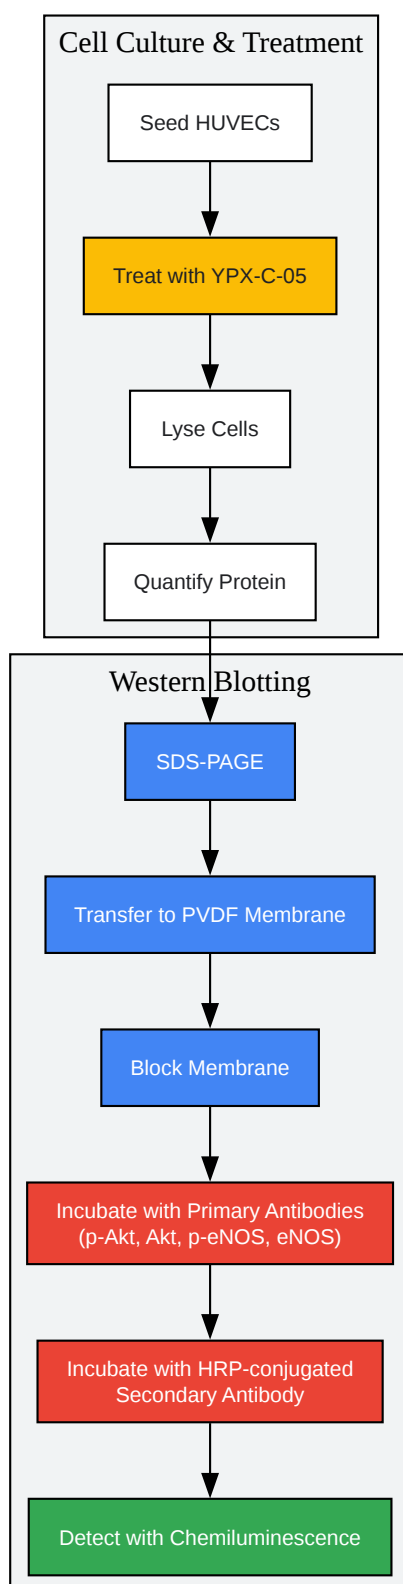 Cell Culture & Treatment
Seed HUVECs
Treat with YPX-C-05
Lyse Cells
Quantify Protein
Western Blotting
SDS-PAGE
Transfer to PVDF Membrane
Block Membrane
Incubate with Primary Antibodies
(p-Akt, Akt, p-eNOS, eNOS)
Incubate with HRP-conjugated
Secondary Antibody
Detect with Chemiluminescence